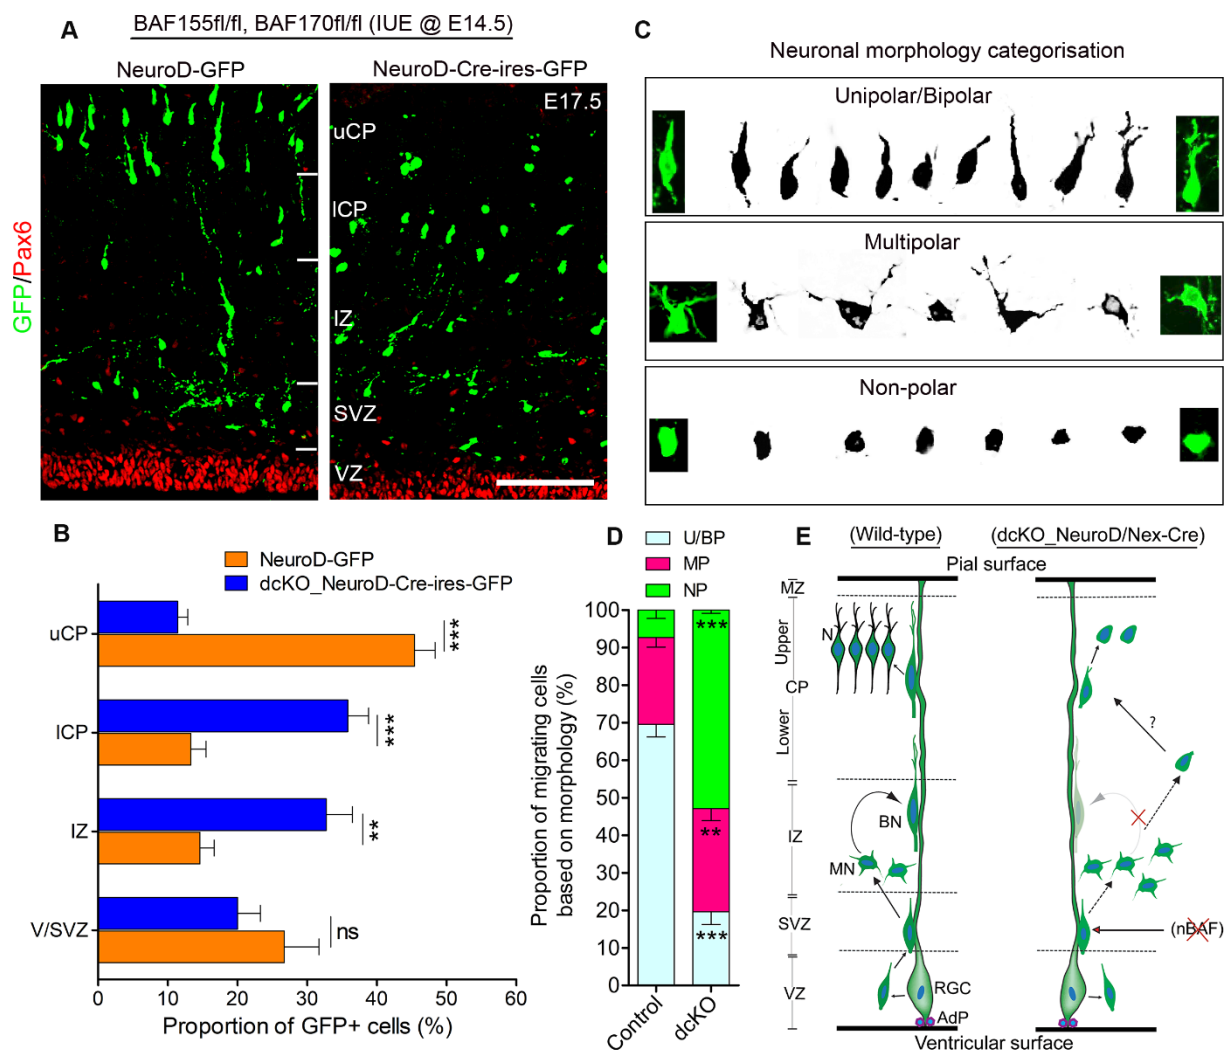 A
BAF155fl/fl, BAF170fl/fl (IUE @ E14.5)
NeuroD-GFP
NeuroD-Cre-ires-GFP
E17.5
GFP/Pax6
uCP
lCP
IZ
SVZ
VZ
C
Neuronal morphology categorisation
Unipolar/Bipolar
Multipolar
Non-polar
B
NeuroD-GFP
dcKO_NeuroD-Cre-ires-GFP
uCP
***
lCP
***
IZ
**
V/SVZ
ns
0 10 20 30 40 50 60
Proportion of GFP+ cells (%)
D
U/BP
MP
NP
Proportion of migrating cells
based on morphology (%)
100
90
80
70
60
50
40
30
20
10
0
***
**
***
Control
dcKO
E
(Wild-type)
(dcKO_NeuroD/Nex-Cre)
Pial surface
MZ
Upper
N
CP
Lower
?
IZ
BN
MN
SVZ
(nBAF)
VZ
RGC
AdP
Ventricular surface